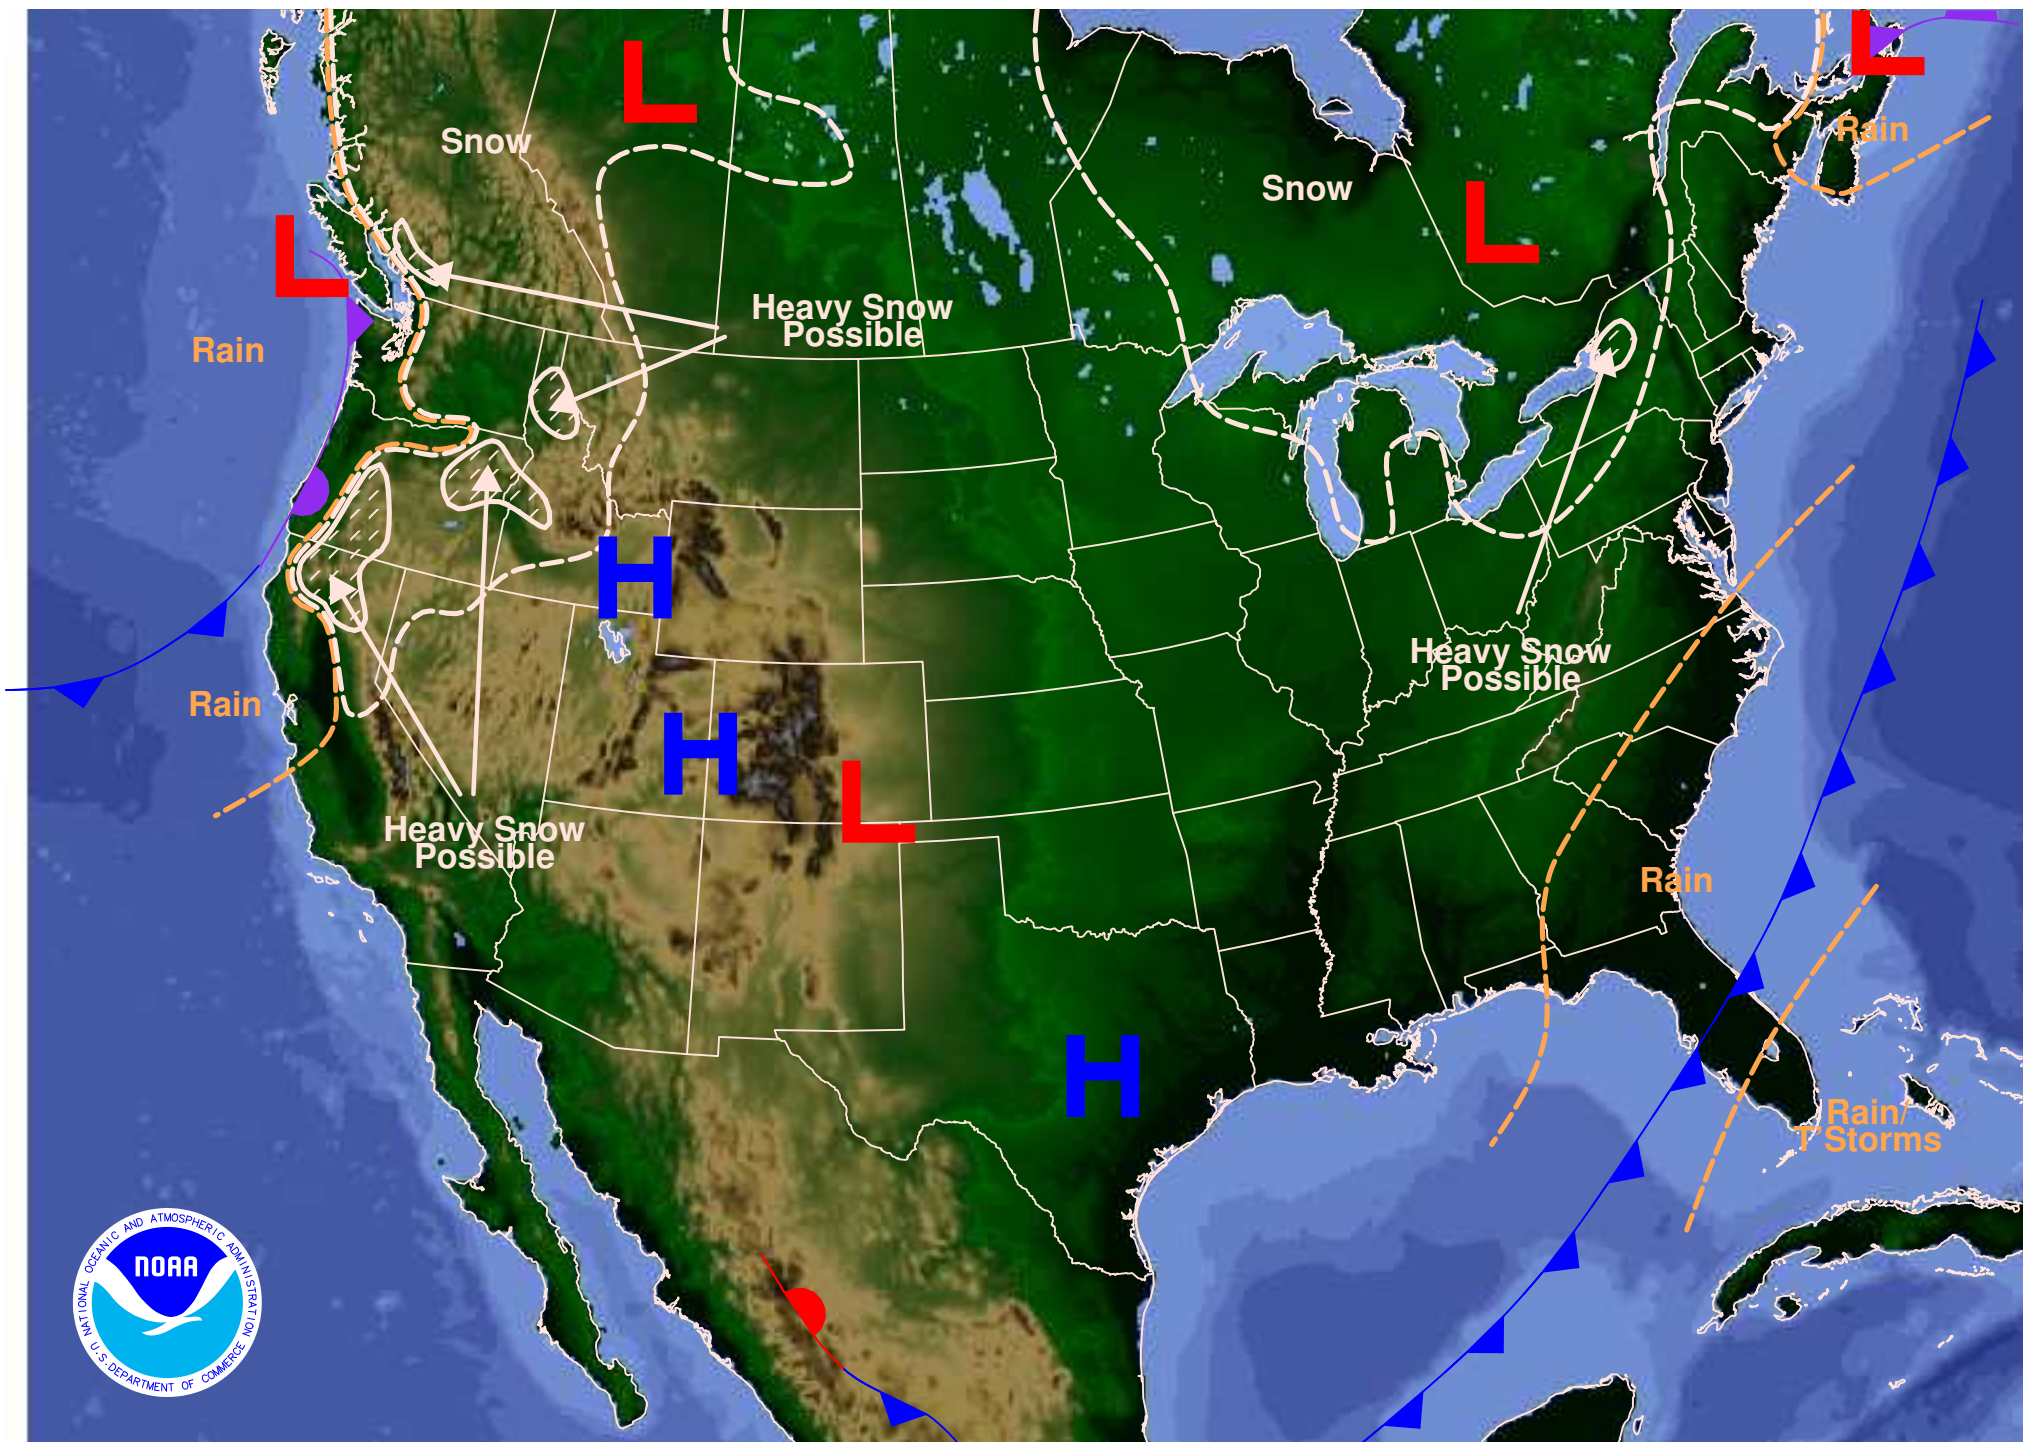 L
L
Snow
Rain
Snow
L
L
Heavy Snow
Possible
Rain
H
Heavy Snow
Possible
Rain
H
L
Heavy Snow
Possible
Rain
H
Rain/
T'Storms
NATIONAL OCEANIC AND ATMOSPHERIC ADMINISTRATION
NOAA
U.S. DEPARTMENT OF COMMERCE